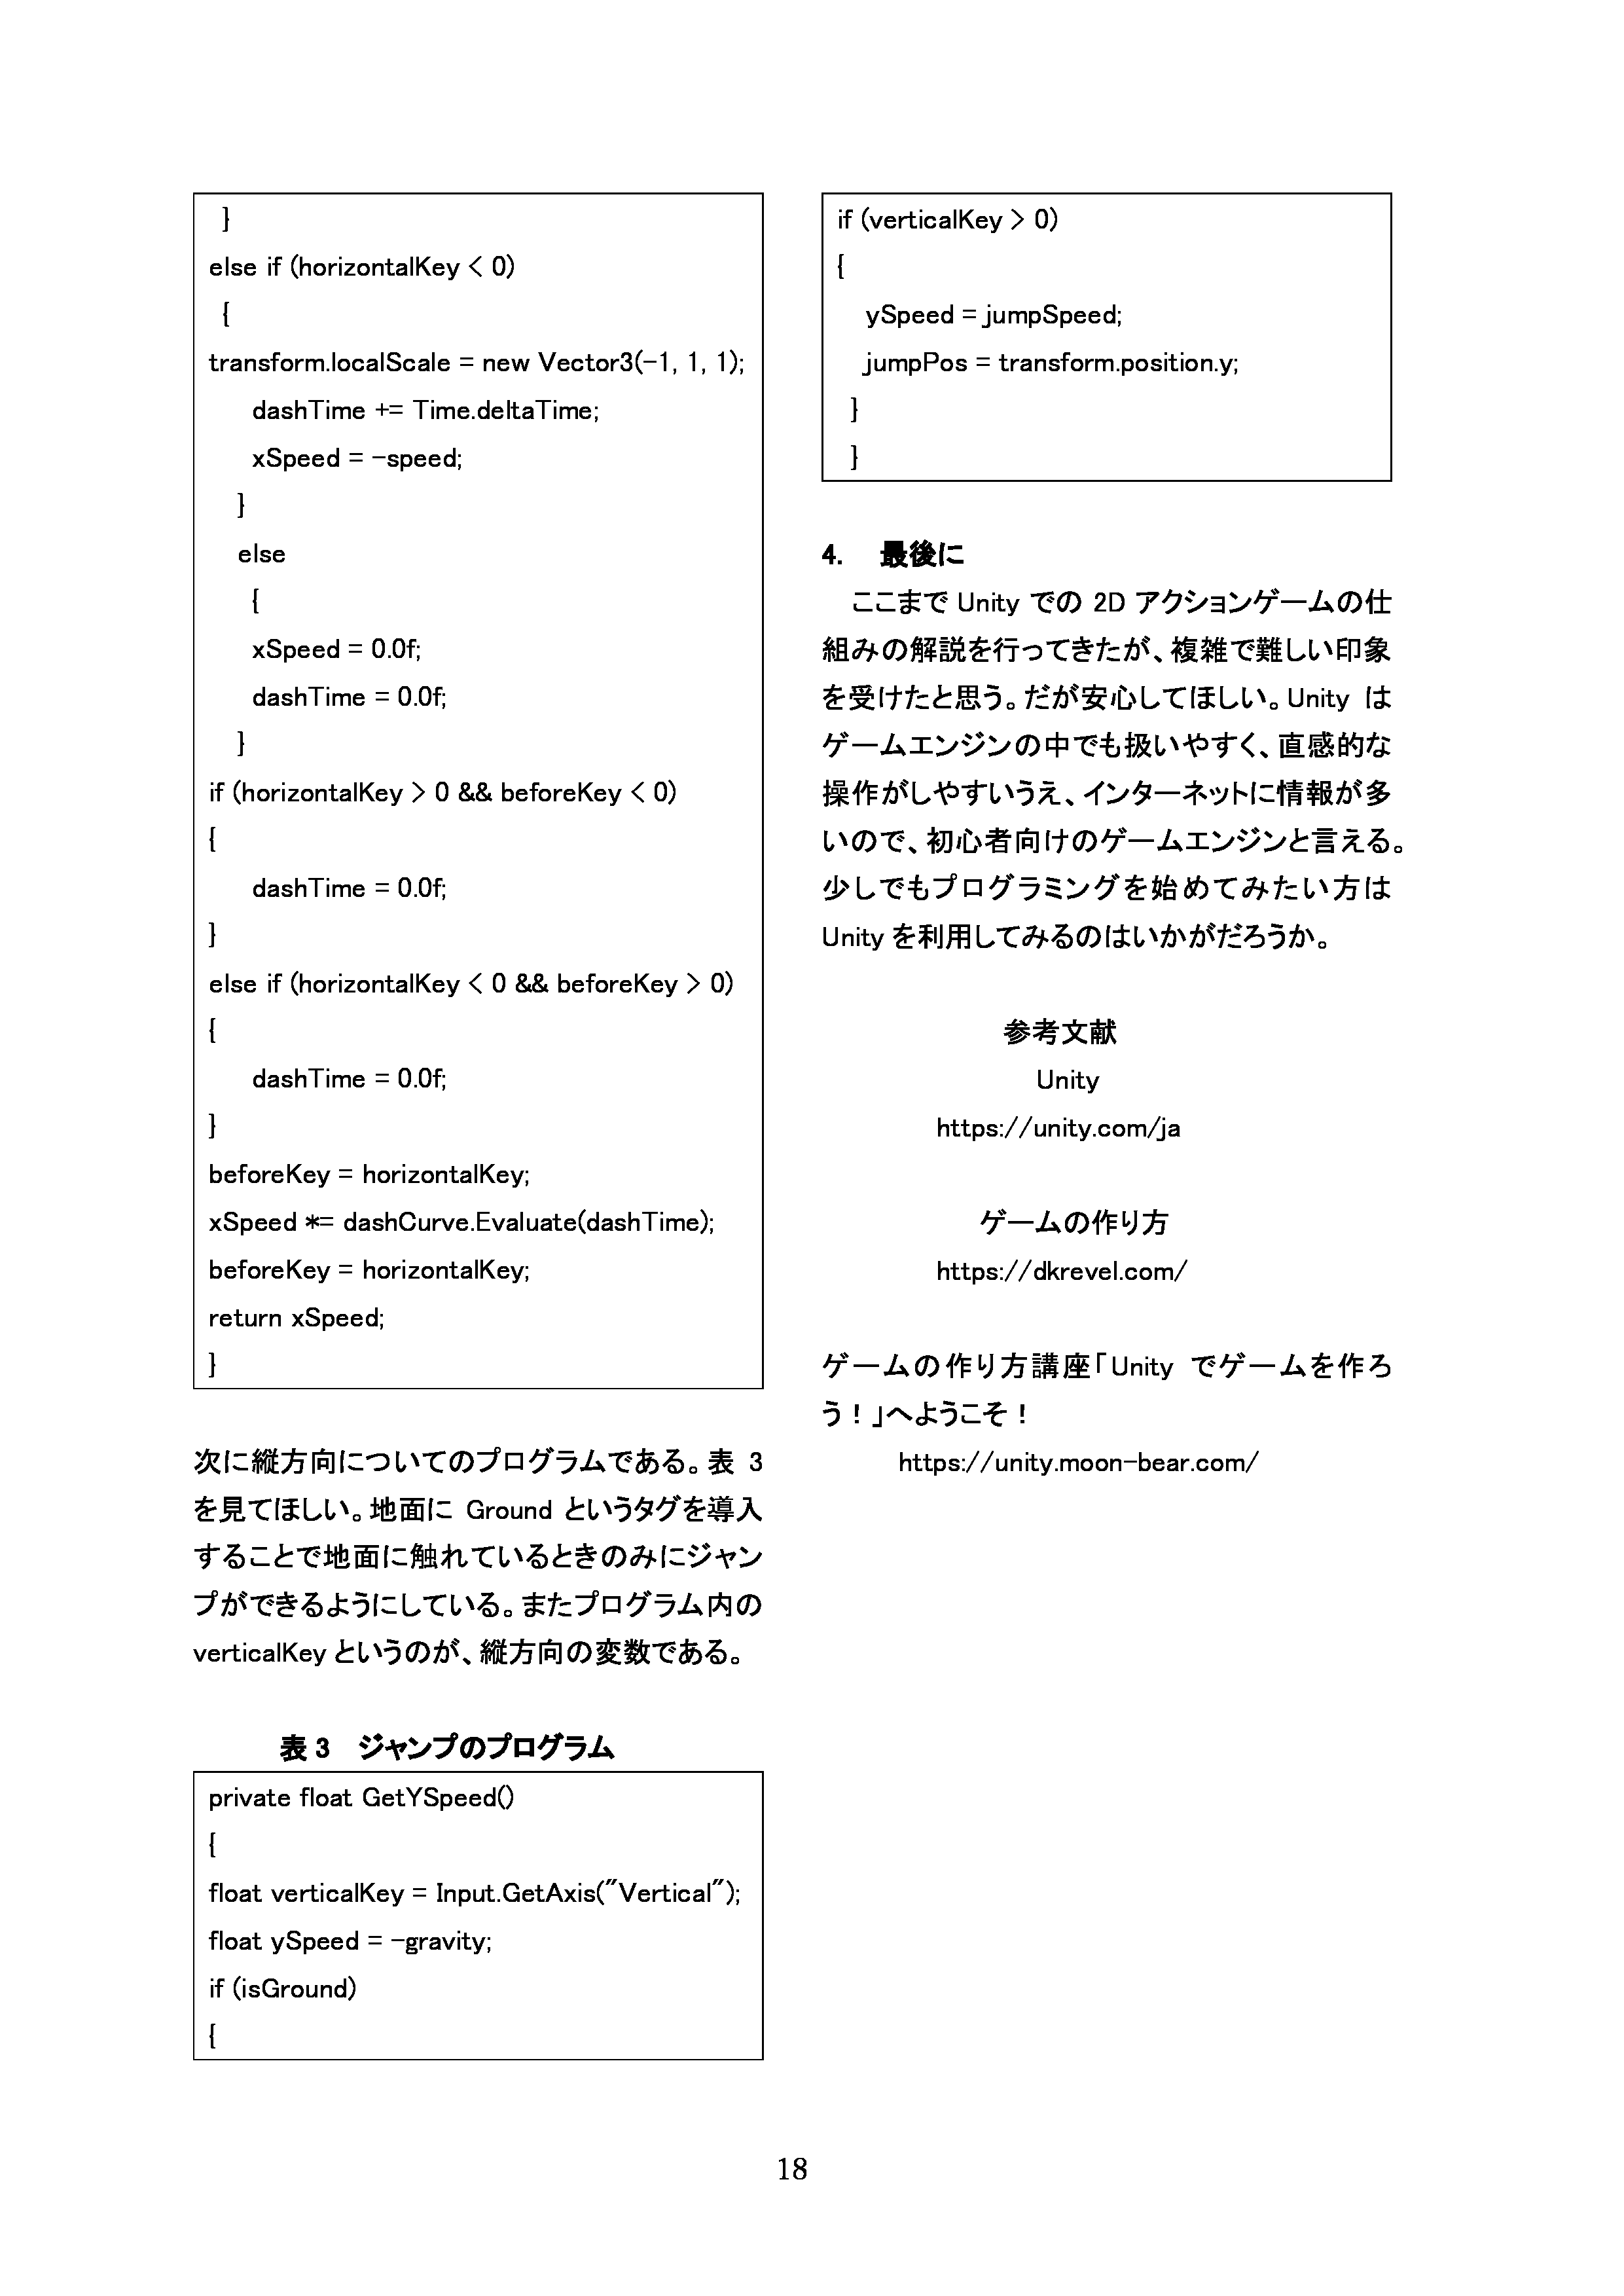 }
else if (horizontalKey < 0)
{
transform.localScale = new Vector3(-1, 1, 1);
dashTime += Time.deltaTime;
xSpeed = -speed;
}
else
{
xSpeed = 0.0f;
dashTime = 0.0f;
}
if (horizontalKey > 0 && beforeKey < 0)
{
dashTime = 0.0f;
}
else if (horizontalKey < 0 && beforeKey > 0)
{
dashTime = 0.0f;
}
beforeKey = horizontalKey;
xSpeed *= dashCurve.Evaluate(dashTime);
beforeKey = horizontalKey;
return xSpeed;
}
次に縦方向についてのプログラムである。表 3
を見てほしい。地面に Ground というタグを導入
することで地面に触れているときのみにジャン
プができるようにしている。またプログラム内の
verticalKey というのが、縦方向の変数である。
表 3　ジャンプのプログラム
private float GetYSpeed()
{
float verticalKey = Input.GetAxis("Vertical");
float ySpeed = -gravity;
if (isGround)
{
if (verticalKey > 0)
{
ySpeed = jumpSpeed;
jumpPos = transform.position.y;
}
}
4.　最後に
ここまで Unity での 2D アクションゲームの仕
組みの解説を行ってきたが、複雑で難しい印象
を受けたと思う。だが安心してほしい。Unity は
ゲームエンジンの中でも扱いやすく、直感的な
操作がしやすいうえ、インターネットに情報が多
いので、初心者向けのゲームエンジンと言える。
少しでもプログラミングを始めてみたい方は
Unity を利用してみるのはいかがだろうか。
参考文献
Unity
https://unity.com/ja
ゲームの作り方
https://dkrevel.com/
ゲームの作り方講座「Unity でゲームを作ろ
う！」へようこそ！
https://unity.moon-bear.com/
18